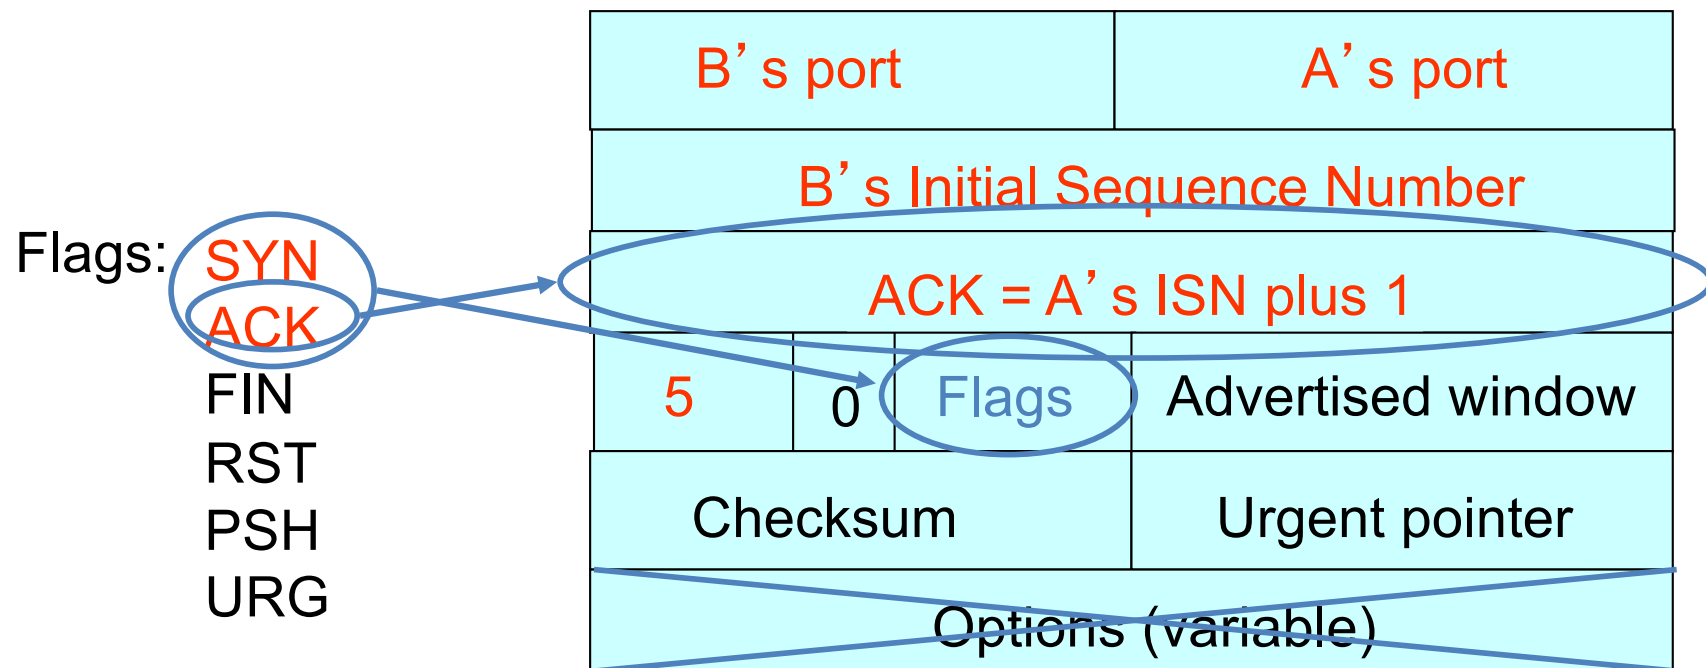 B’s port
A’s port
B’s Initial Sequence Number
Flags:
SYN
ACK
FIN
RST
PSH
URG
ACK = A’s ISN plus 1
5
0
Flags
Advertised window
Checksum
Urgent pointer
Options (variable)